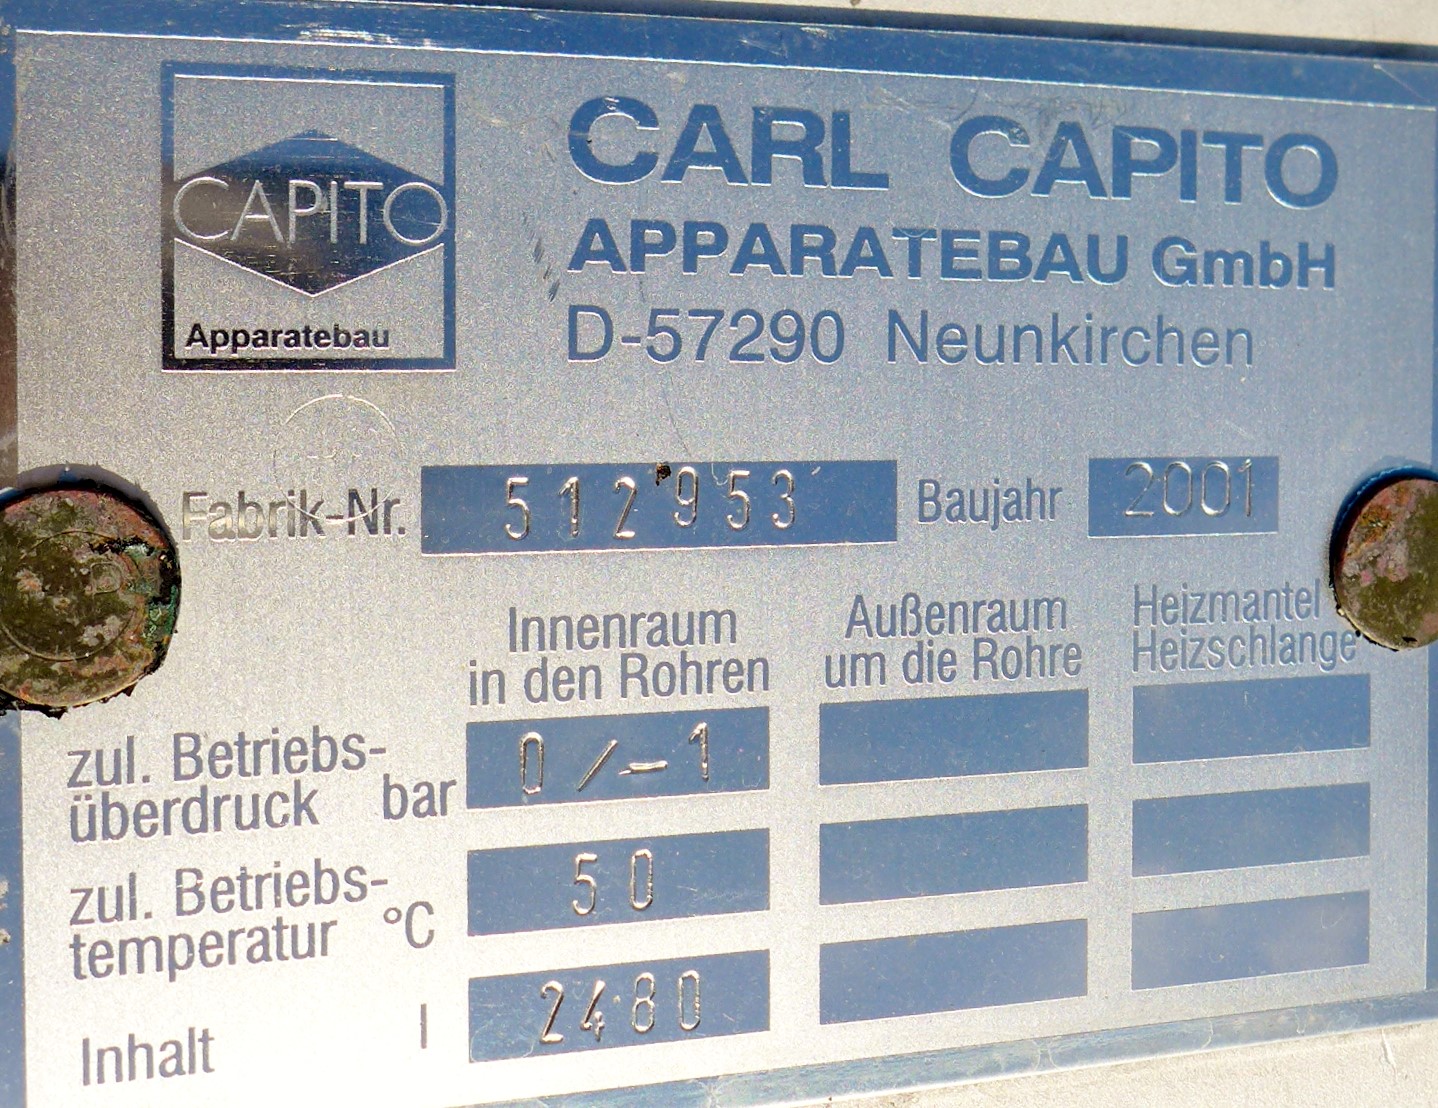 CAPITO
Apparatebau
CARL CAPITO
APPARATEBAU GmbH
D-57290 Neunkirchen
Fabrik-Nr. 512953 Baujahr 2001
Innenraum
in den Rohren
Außenraum
um die Rohre
Heizmantel
Heizschlange
zul. Betriebs-
überdruck bar 0/-1
zul. Betriebs-
temperatur °C 50
Inhalt l 2480